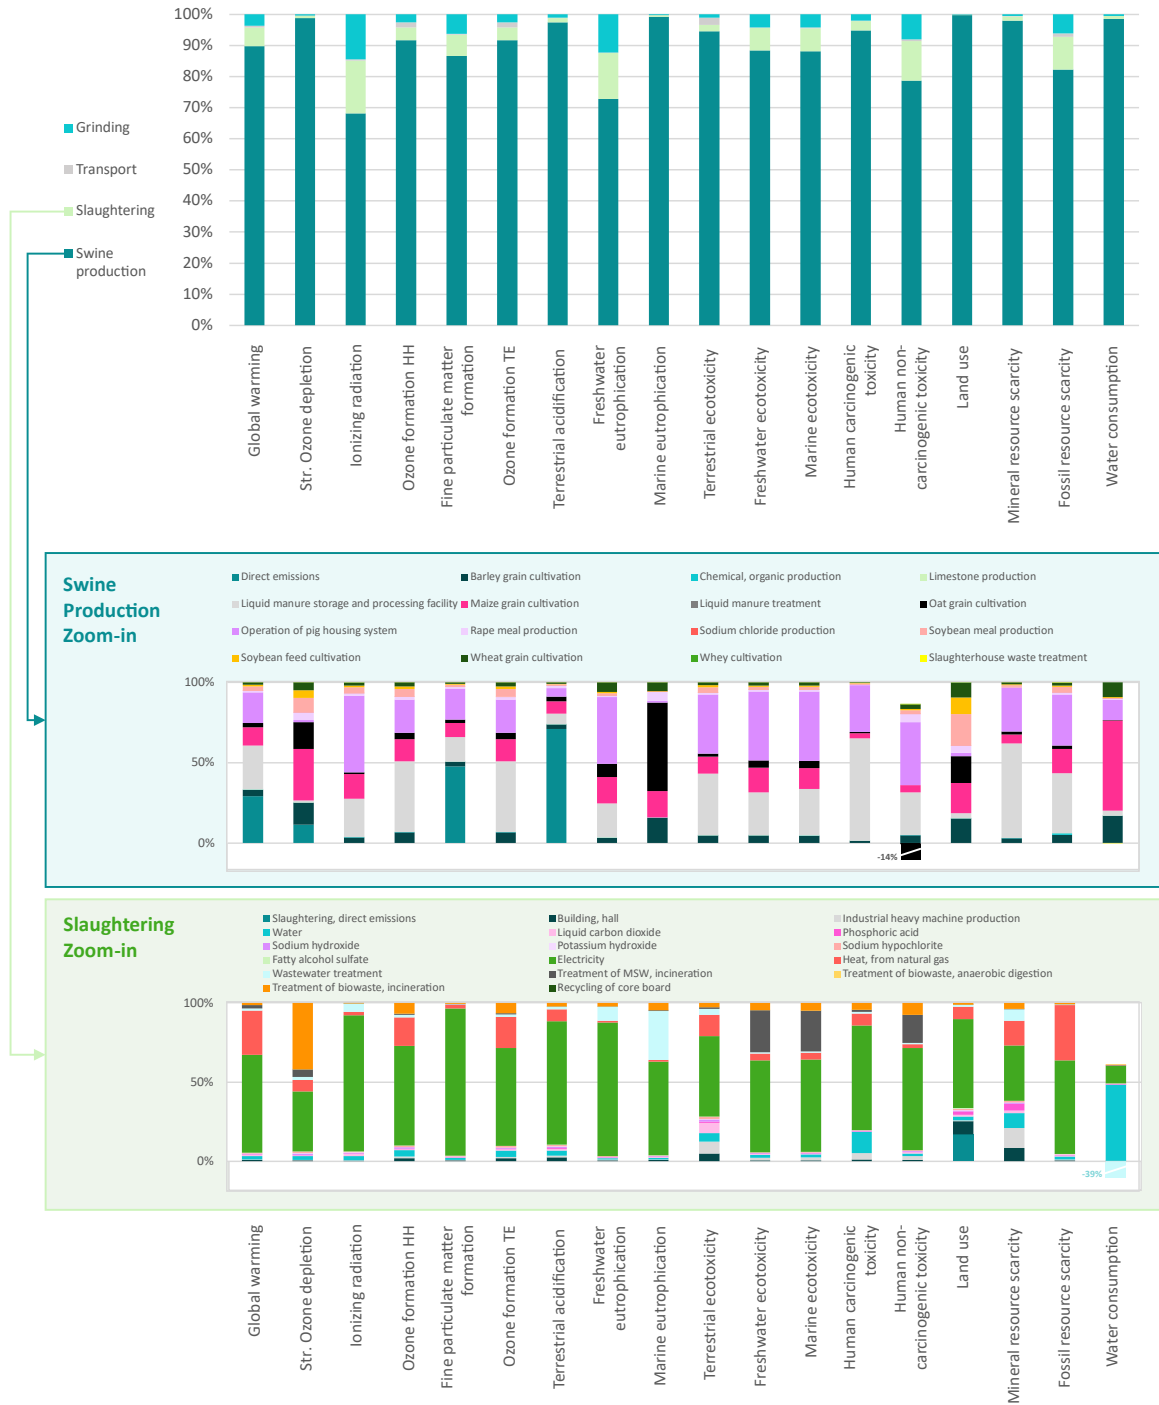 100%
90%
80%
70%
60%
50%
40%
30%
20%
10%
0%
Grinding
Transport
Slaughtering
Swine
production
Global warming
Str. Ozone depletion
Ionizing radiation
Ozone formation HH
Fine particulate matter
formation
Ozone formation TE
Terrestrial acidification
Freshwater
eutrophication
Marine eutrophication
Terrestrial ecotoxicity
Freshwater ecotoxicity
Marine ecotoxicity
Human carcinogenic
toxicity
Human non-
carcinogenic toxicity
Land use
Mineral resource scarcity
Fossil resource scarcity
Water consumption
Swine
Production
Zoom-in
Direct emissions
Barley grain cultivation
Chemical, organic production
Limestone production
Liquid manure storage and processing facility
Maize grain cultivation
Liquid manure treatment
Oat grain cultivation
Operation of pig housing system
Rape meal production
Sodium chloride production
Soybean meal production
Soybean feed cultivation
Wheat grain cultivation
Whey cultivation
Slaughterhouse waste treatment
100%
50%
0%
-14%
Slaughtering
Zoom-in
Slaughtering, direct emissions
Building, hall
Industrial heavy machine production
Water
Liquid carbon dioxide
Phosphoric acid
Sodium hydroxide
Potassium hydroxide
Sodium hypochlorite
Fatty alcohol sulfate
Electricity
Heat, from natural gas
Wastewater treatment
Treatment of MSW, incineration
Treatment of biowaste, anaerobic digestion
Treatment of biowaste, incineration
Recycling of core board
100%
50%
0%
-39%
Global warming
Str. Ozone depletion
Ionizing radiation
Ozone formation HH
Fine particulate matter
formation
Ozone formation TE
Terrestrial acidification
Freshwater
eutrophication
Marine eutrophication
Terrestrial ecotoxicity
Freshwater ecotoxicity
Marine ecotoxicity
Human carcinogenic
toxicity
Human non-
carcinogenic toxicity
Land use
Mineral resource scarcity
Fossil resource scarcity
Water consumption